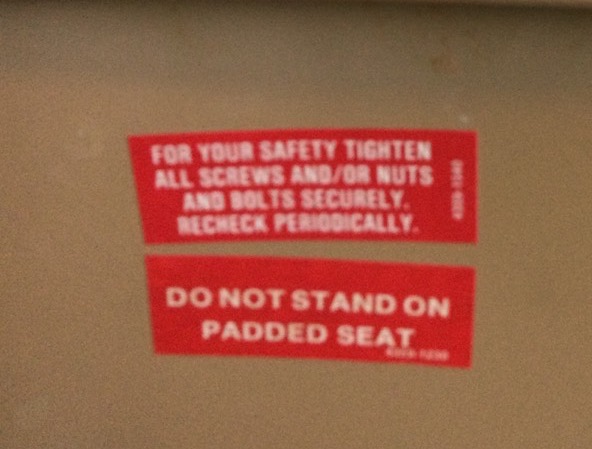 FOR YOUR SAFETY TIGHTEN
ALL SCREWS AND/OR NUTS
AND BOLTS SECURELY.
RECHECK PERIODICALLY.
DO NOT STAND ON
PADDED SEAT